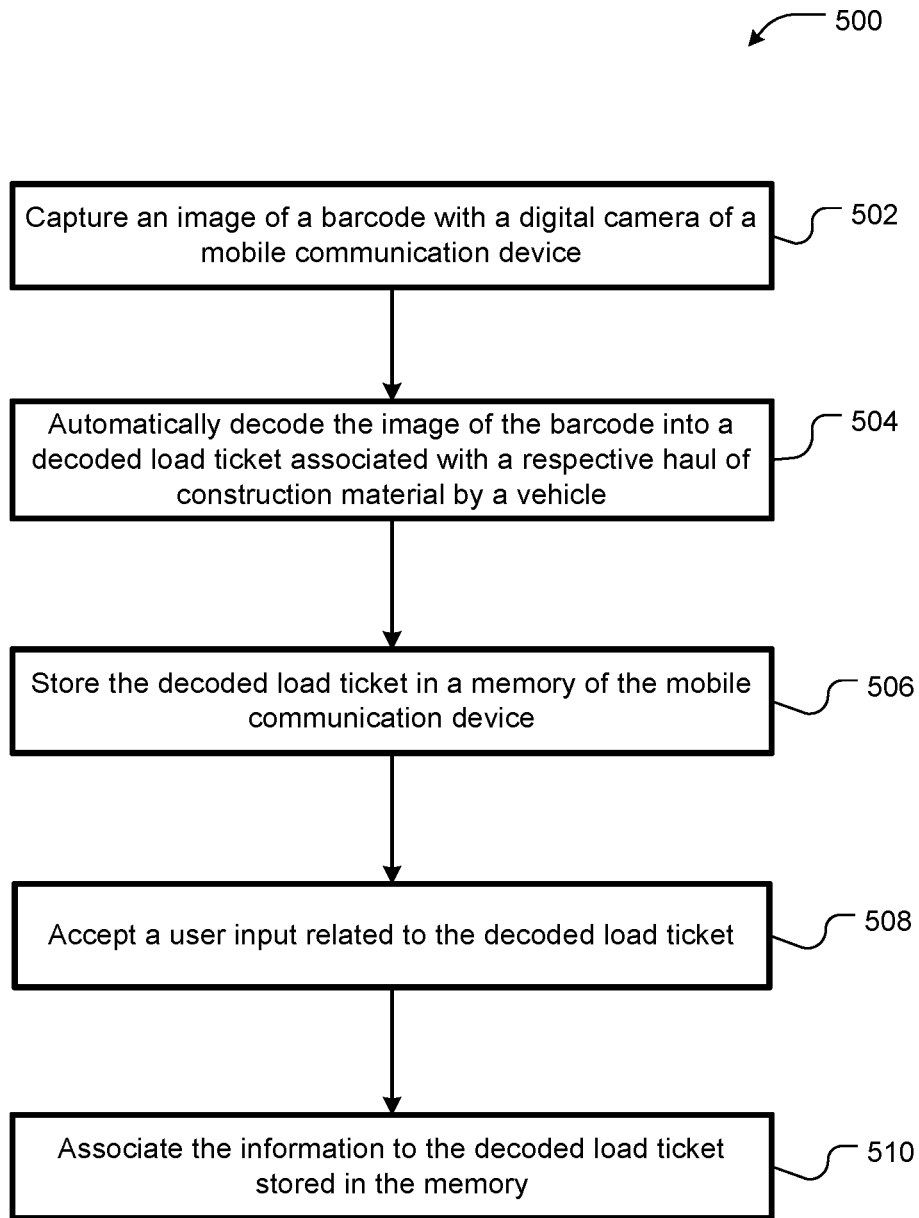 500
Capture an image of a barcode with a digital camera of a
mobile communication device
502
Automatically decode the image of the barcode into a
decoded load ticket associated with a respective haul of
construction material by a vehicle
504
Store the decoded load ticket in a memory of the mobile
communication device
506
Accept a user input related to the decoded load ticket
508
Associate the information to the decoded load ticket
stored in the memory
510